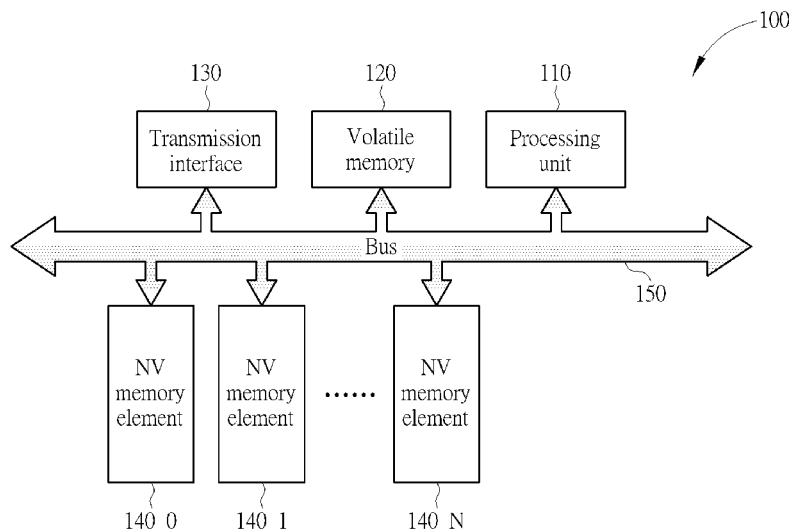 100
130
120
110
Transmission
interface
Volatile
memory
Processing
unit
Bus
150
NV
memory
element
NV
memory
element
......
NV
memory
element
140_0
140_1
140_N